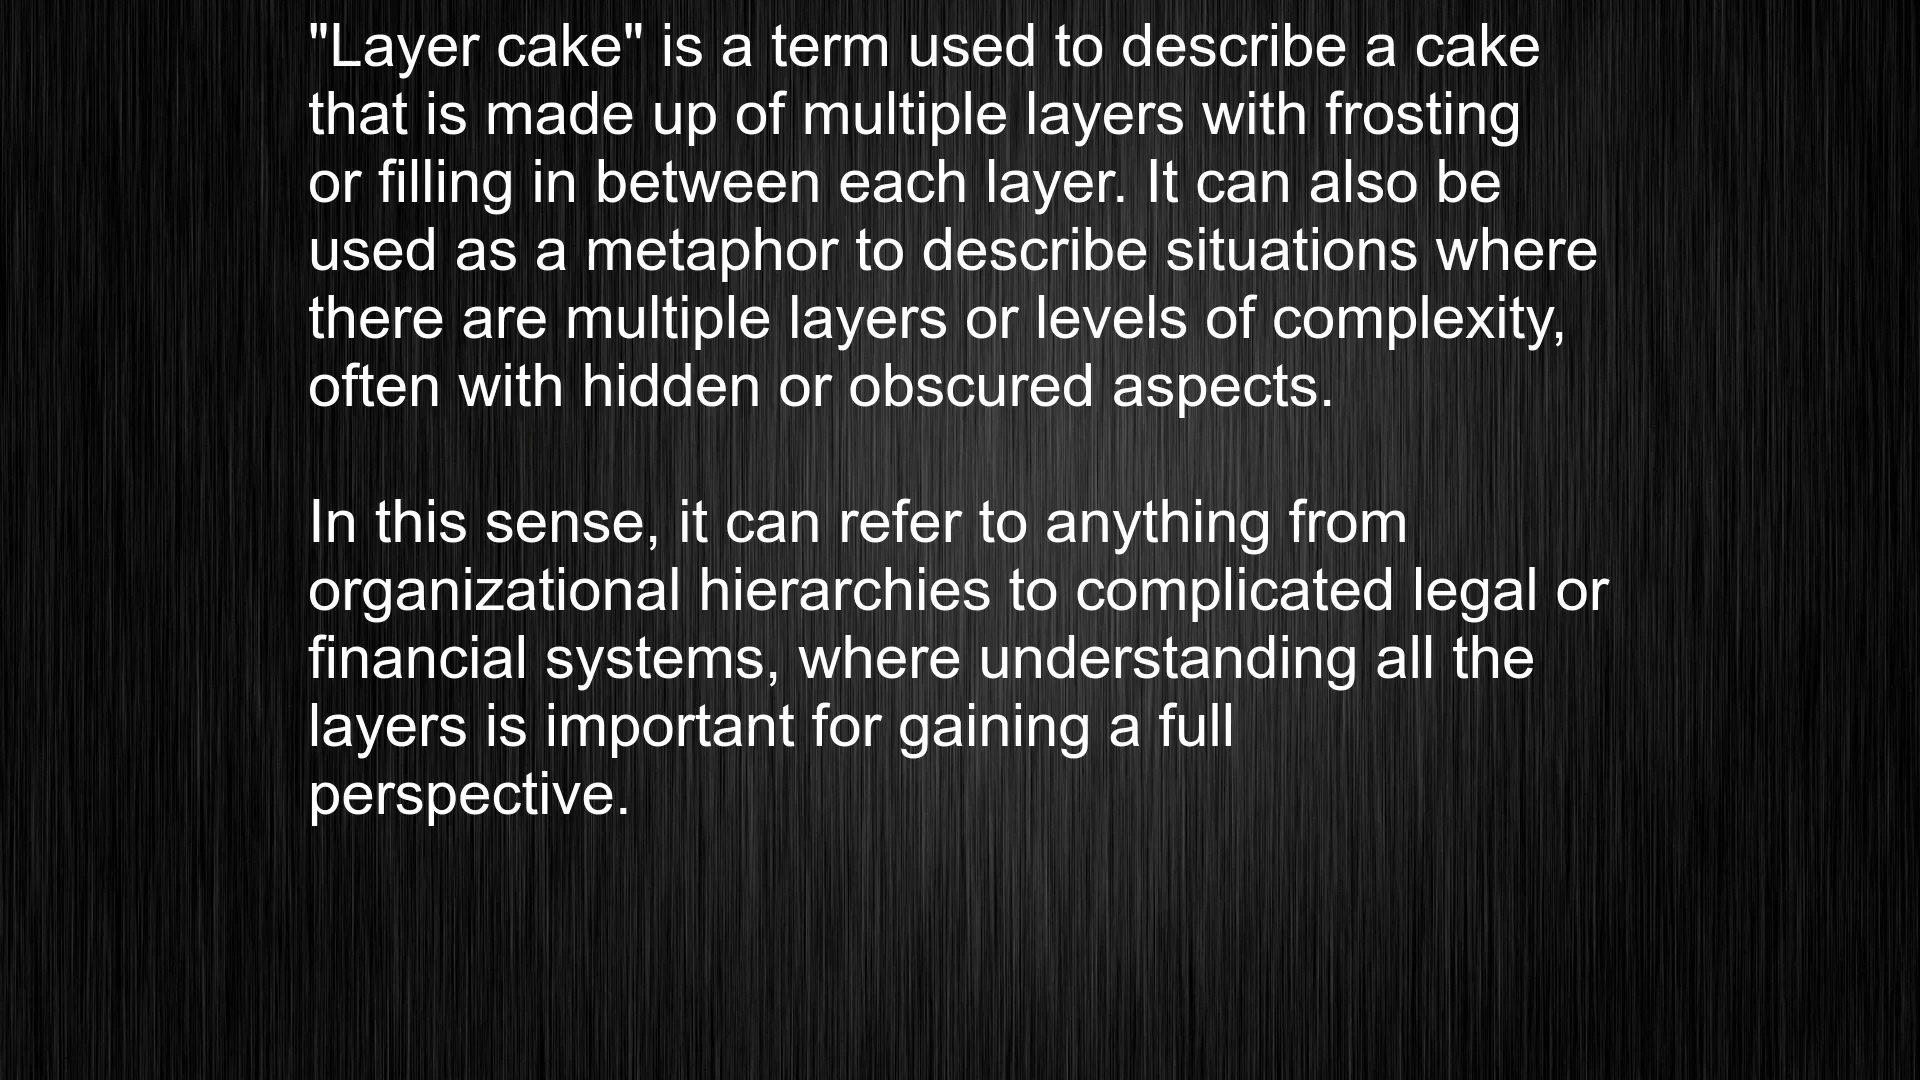 "Layer cake" is a term used to describe a cake
that is made up of multiple layers with frosting
or filling in between each layer. It can also be
used as a metaphor to describe situations where
there are multiple layers or levels of complexity,
often with hidden or obscured aspects.
In this sense, it can refer to anything from
organizational hierarchies to complicated legal or
financial systems, where understanding all the
layers is important for gaining a full
perspective.